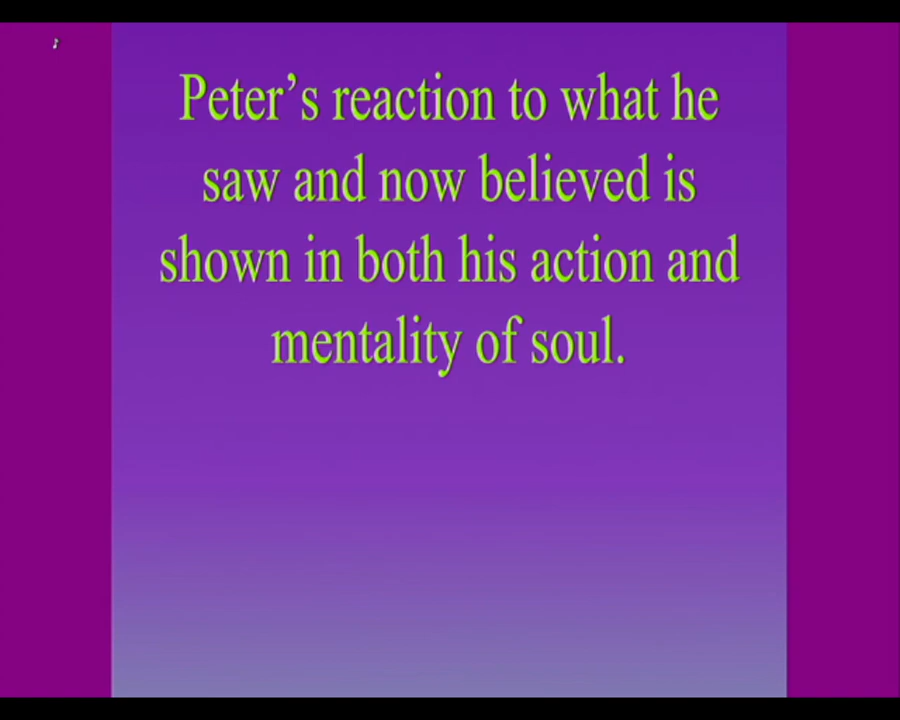 Peter’s reaction to what he
saw and now believed is
shown in both his action and
mentality of soul.